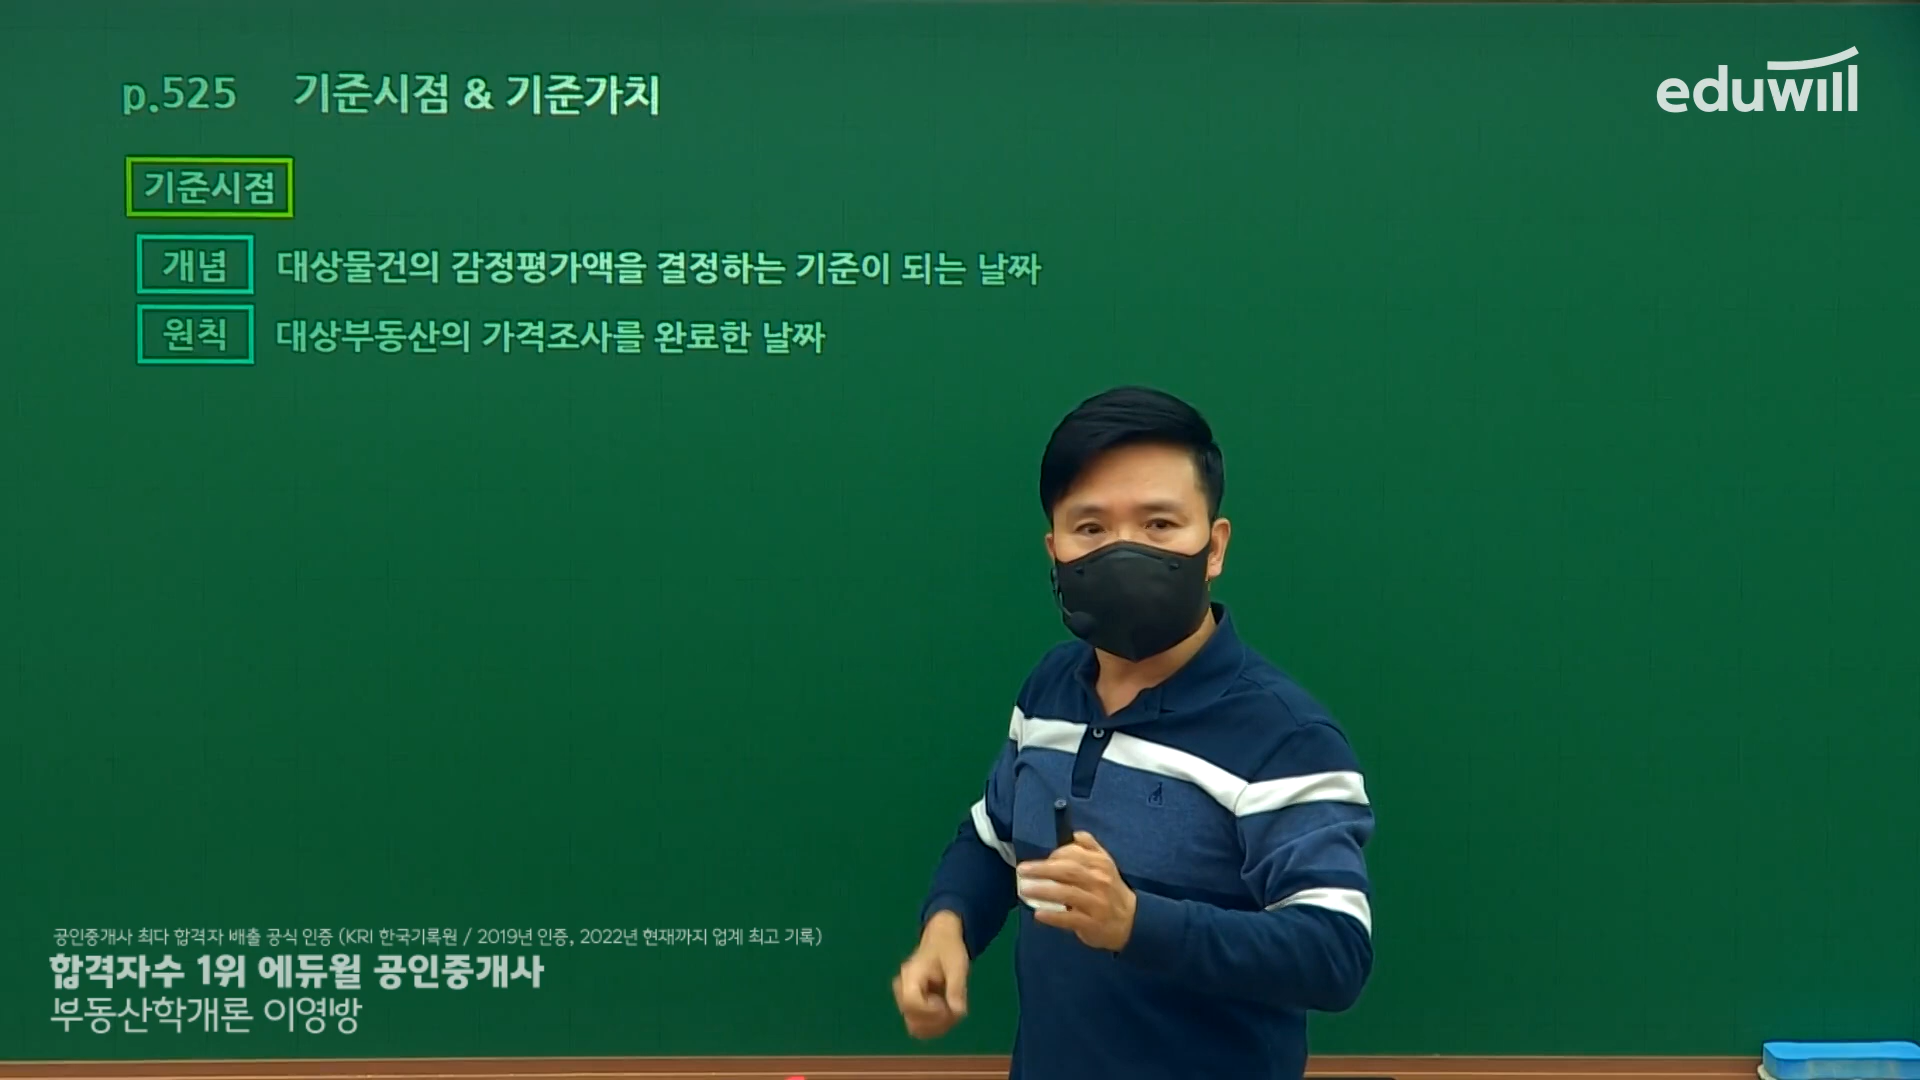 p.525 기준시점 & 기준가치
eduwill
기준시점
개념 대상물건의 감정평가액을 결정하는 기준이 되는 날짜
원칙 대상부동산의 가격조사를 완료한 날짜
공인중개사 최다 합격자 배출 공식 인증 (KRI 한국기록원 / 2019년 인증, 2022년 현재까지 업계 최고 기록)
합격자수 1위 에듀윌 공인중개사
부동산학개론 이영방